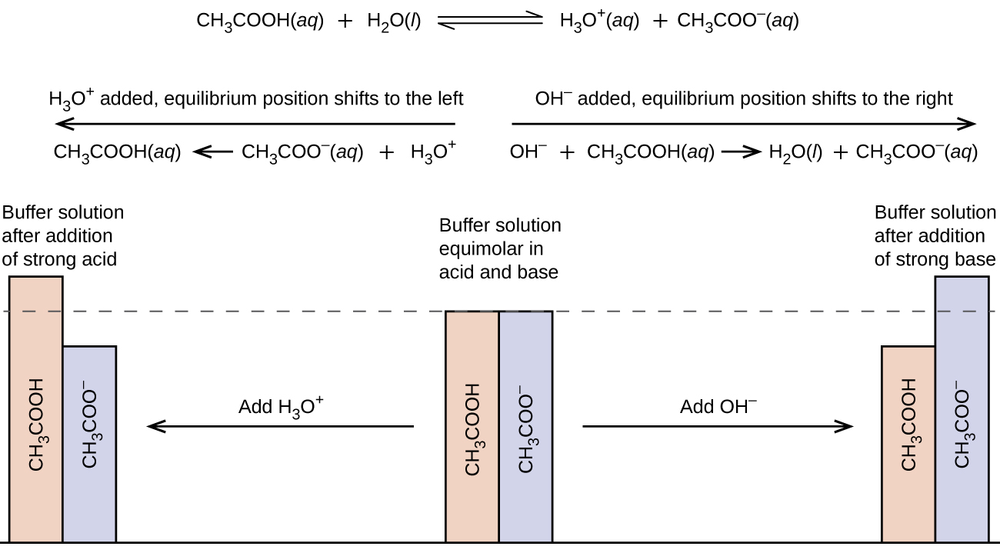 CH₃COOH(aq) + H₂O(l) ⇌ H₃O⁺(aq) + CH₃COO⁻(aq)
H₃O⁺ added, equilibrium position shifts to the left
OH⁻ added, equilibrium position shifts to the right
CH₃COOH(aq) ← CH₃COO⁻(aq) + H₃O⁺
OH⁻ + CH₃COOH(aq) → H₂O(l) + CH₃COO⁻(aq)
Buffer solution
after addition
of strong acid
Buffer solution
equimolar in
acid and base
Buffer solution
after addition
of strong base
CH₃COOH
CH₃COO⁻
Add H₃O⁺
CH₃COOH
CH₃COO⁻
Add OH⁻
CH₃COOH
CH₃COO⁻